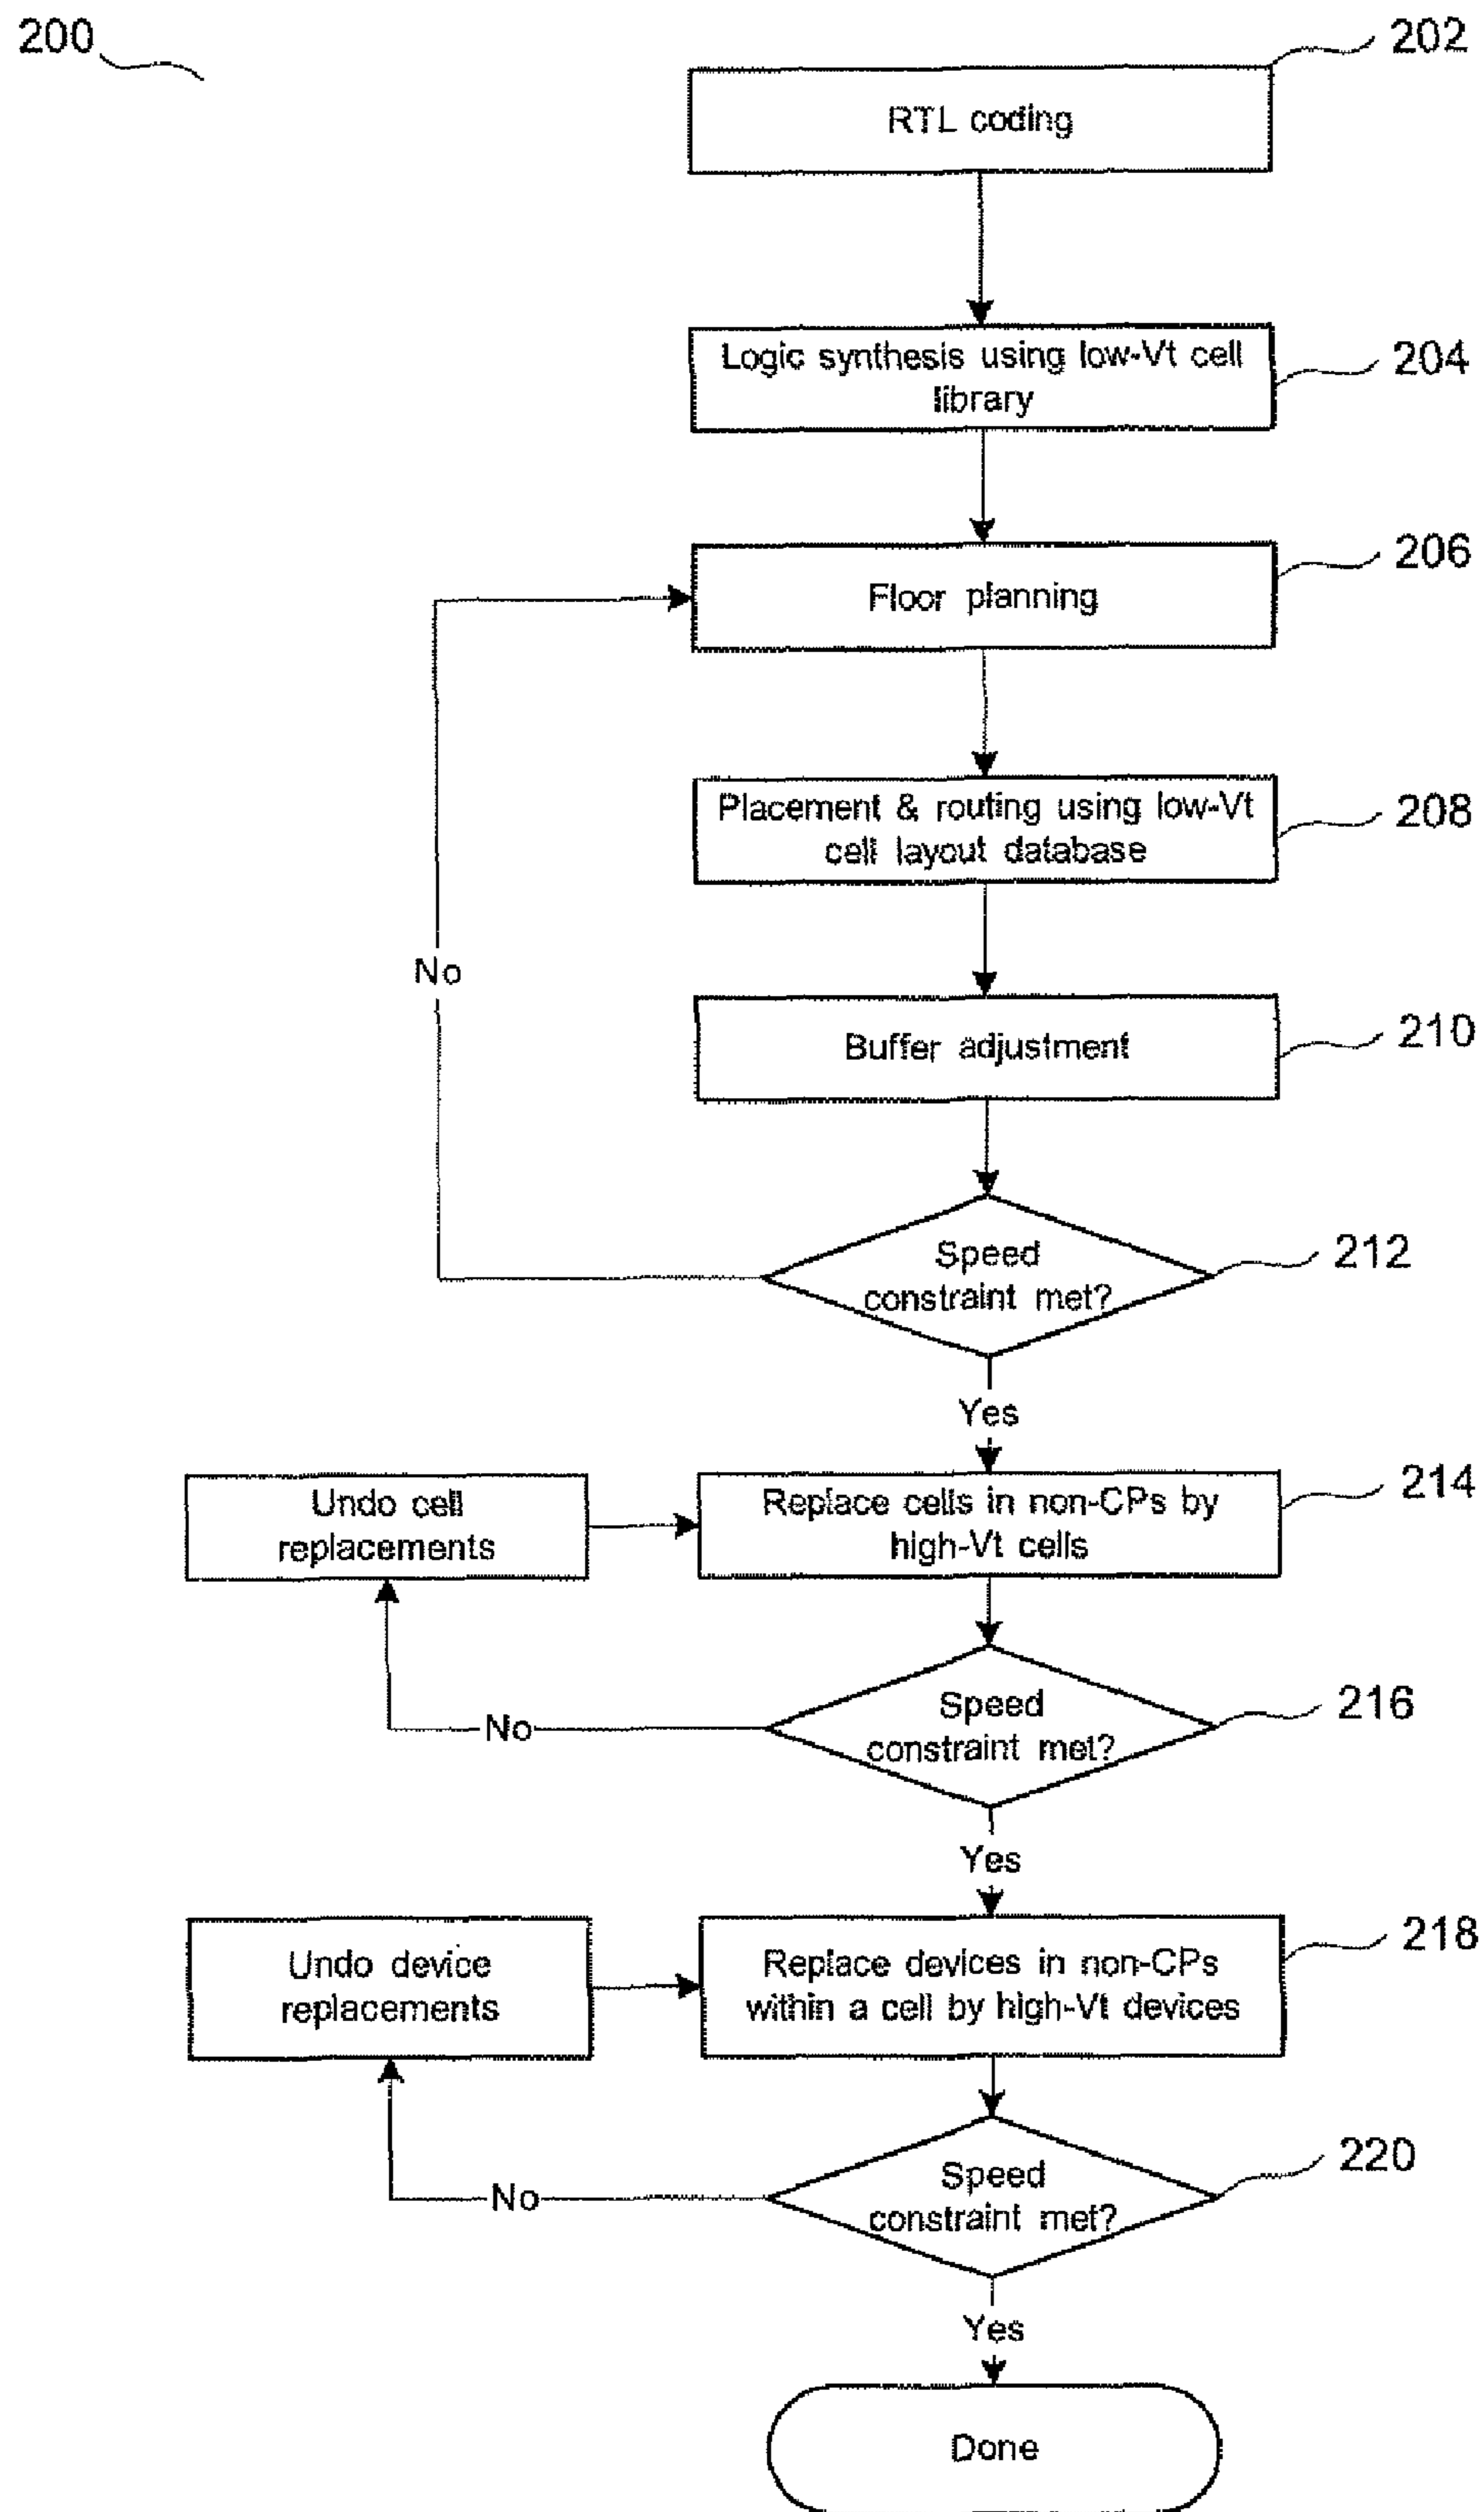 200
202
RTL coding
Logic synthesis using low-Vt cell
library
204
206
Floor planning
Placement & routing using low-Vt
cell layout database
208
No
Buffer adjustment
210
Speed
constraint met?
212
Yes
Undo cell
replacements
Replace cells in non-CPs by
high-Vt cells
214
Speed
constraint met?
216
No
Yes
Undo device
replacements
Replace devices in non-CPs
within a cell by high-Vt devices
218
Speed
constraint met?
220
No
Yes
Done